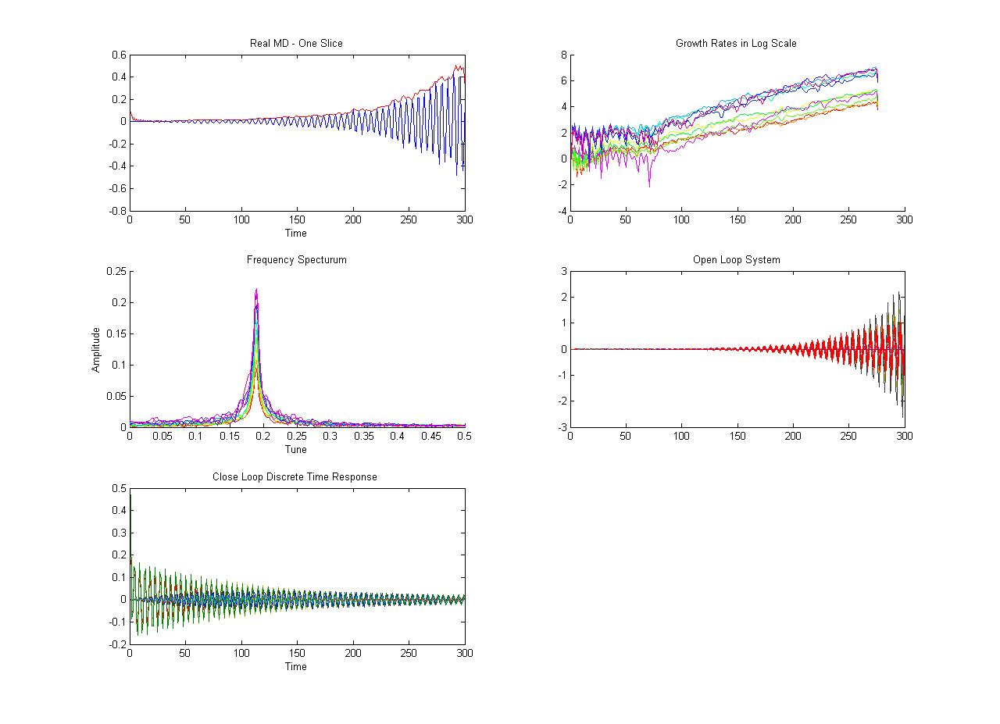 Real MD - One Slice
0.6
0.4
0.2
0
-0.2
-0.4
-0.6
-0.8
0 50 100 150 200 250 300
Time
Growth Rates in Log Scale
8
6
4
2
0
-2
-4
0 50 100 150 200 250 300
Frequency Specturum
0.25
0.2
0.15
0.1
0.05
0
Amplitude
0 0.05 0.1 0.15 0.2 0.25 0.3 0.35 0.4 0.45 0.5
Tune
Open Loop System
3
2
1
0
-1
-2
-3
0 50 100 150 200 250 300
Close Loop Discrete Time Response
0.5
0.4
0.3
0.2
0.1
0
-0.1
-0.2
0 50 100 150 200 250 300
Time